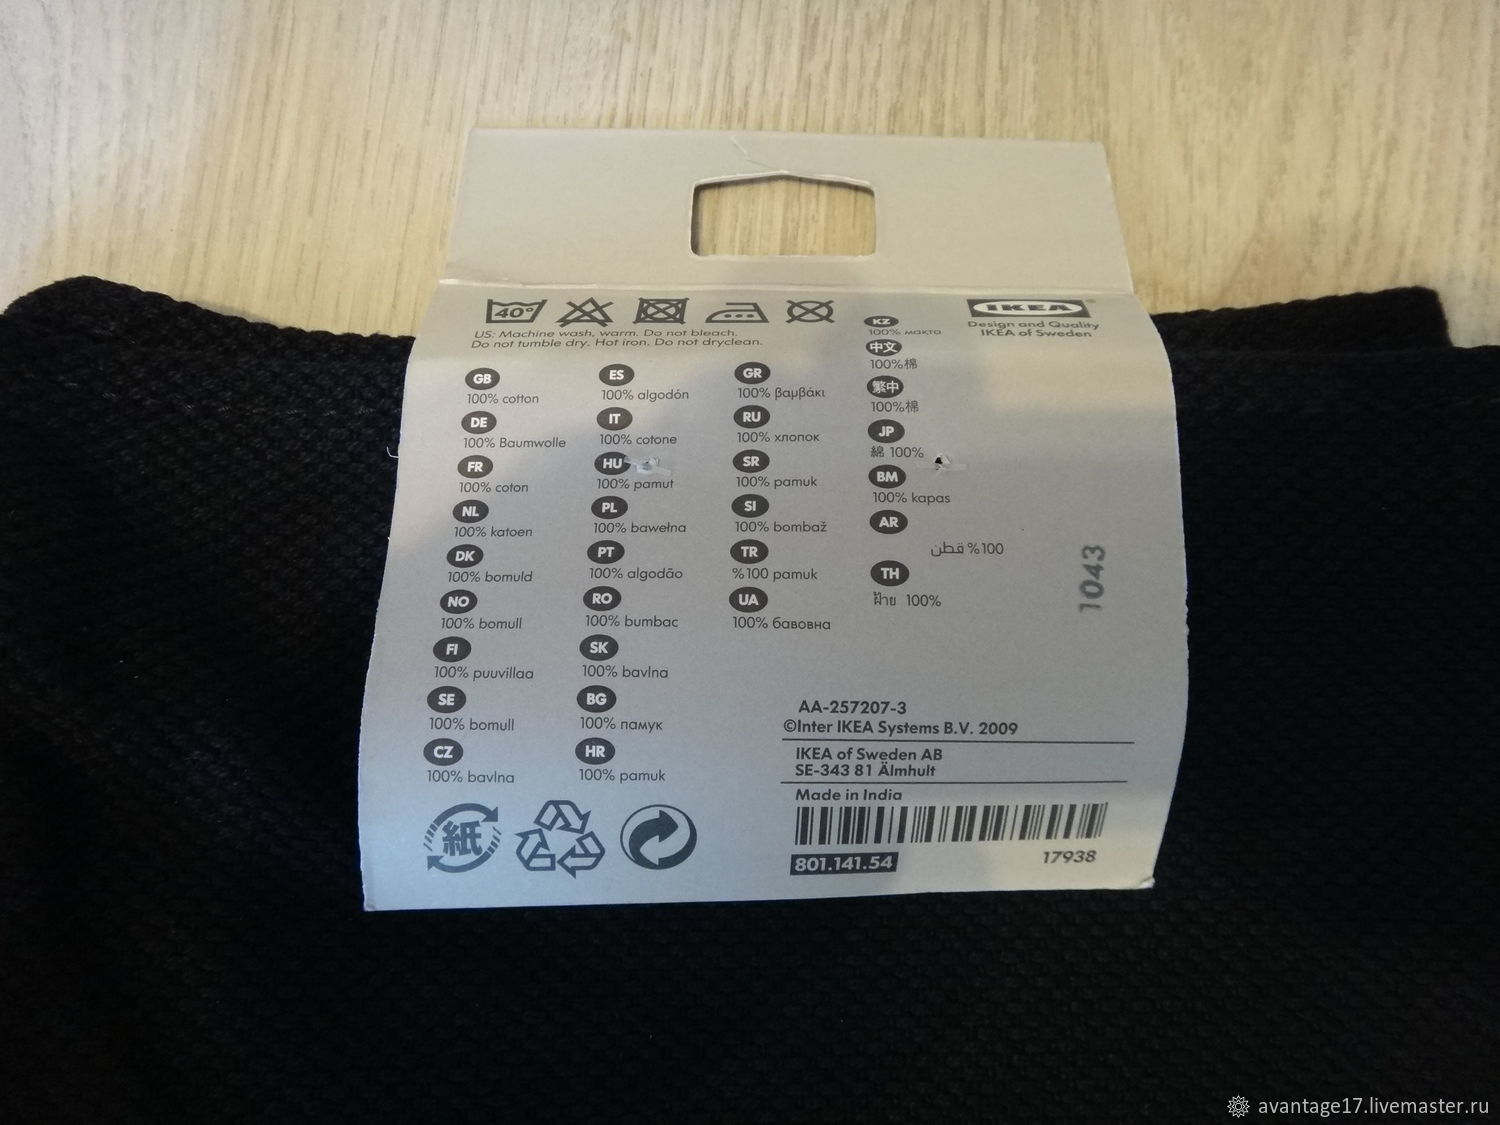 40°
US: Machine wash, warm. Do not bleach.
Do not tumble dry. Hot iron. Do not dryclean.
IKEA®
Design and Quality
IKEA of Sweden
GB
100% cotton
DE
100% Baumwolle
FR
100% coton
NL
100% katoen
DK
100% bomuld
NO
100% bomull
FI
100% puuvillaa
SE
100% bomull
CZ
100% bavlna
ES
100% algodón
IT
100% cotone
HU
100% pamut
PL
100% bawełna
PT
100% algodão
RO
100% bumbac
SK
100% bavlna
BG
100% памук
HR
100% pamuk
GR
100% βαμβάκι
RU
100% хлопок
SR
100% pamuk
SI
100% bombaž
TR
%100 pamuk
UA
100% бавовна
KZ
100% мақта
中文
100%棉
繁中
100%棉
JP
綿 100%
BM
100% kapas
AR
100% قطن
TH
ฝ้าย 100%
1043
AA-257207-3
©Inter IKEA Systems B.V. 2009
IKEA of Sweden AB
SE-343 81 Älmhult
Made in India
801.141.54
17938
紙
avantage17.livemaster.ru